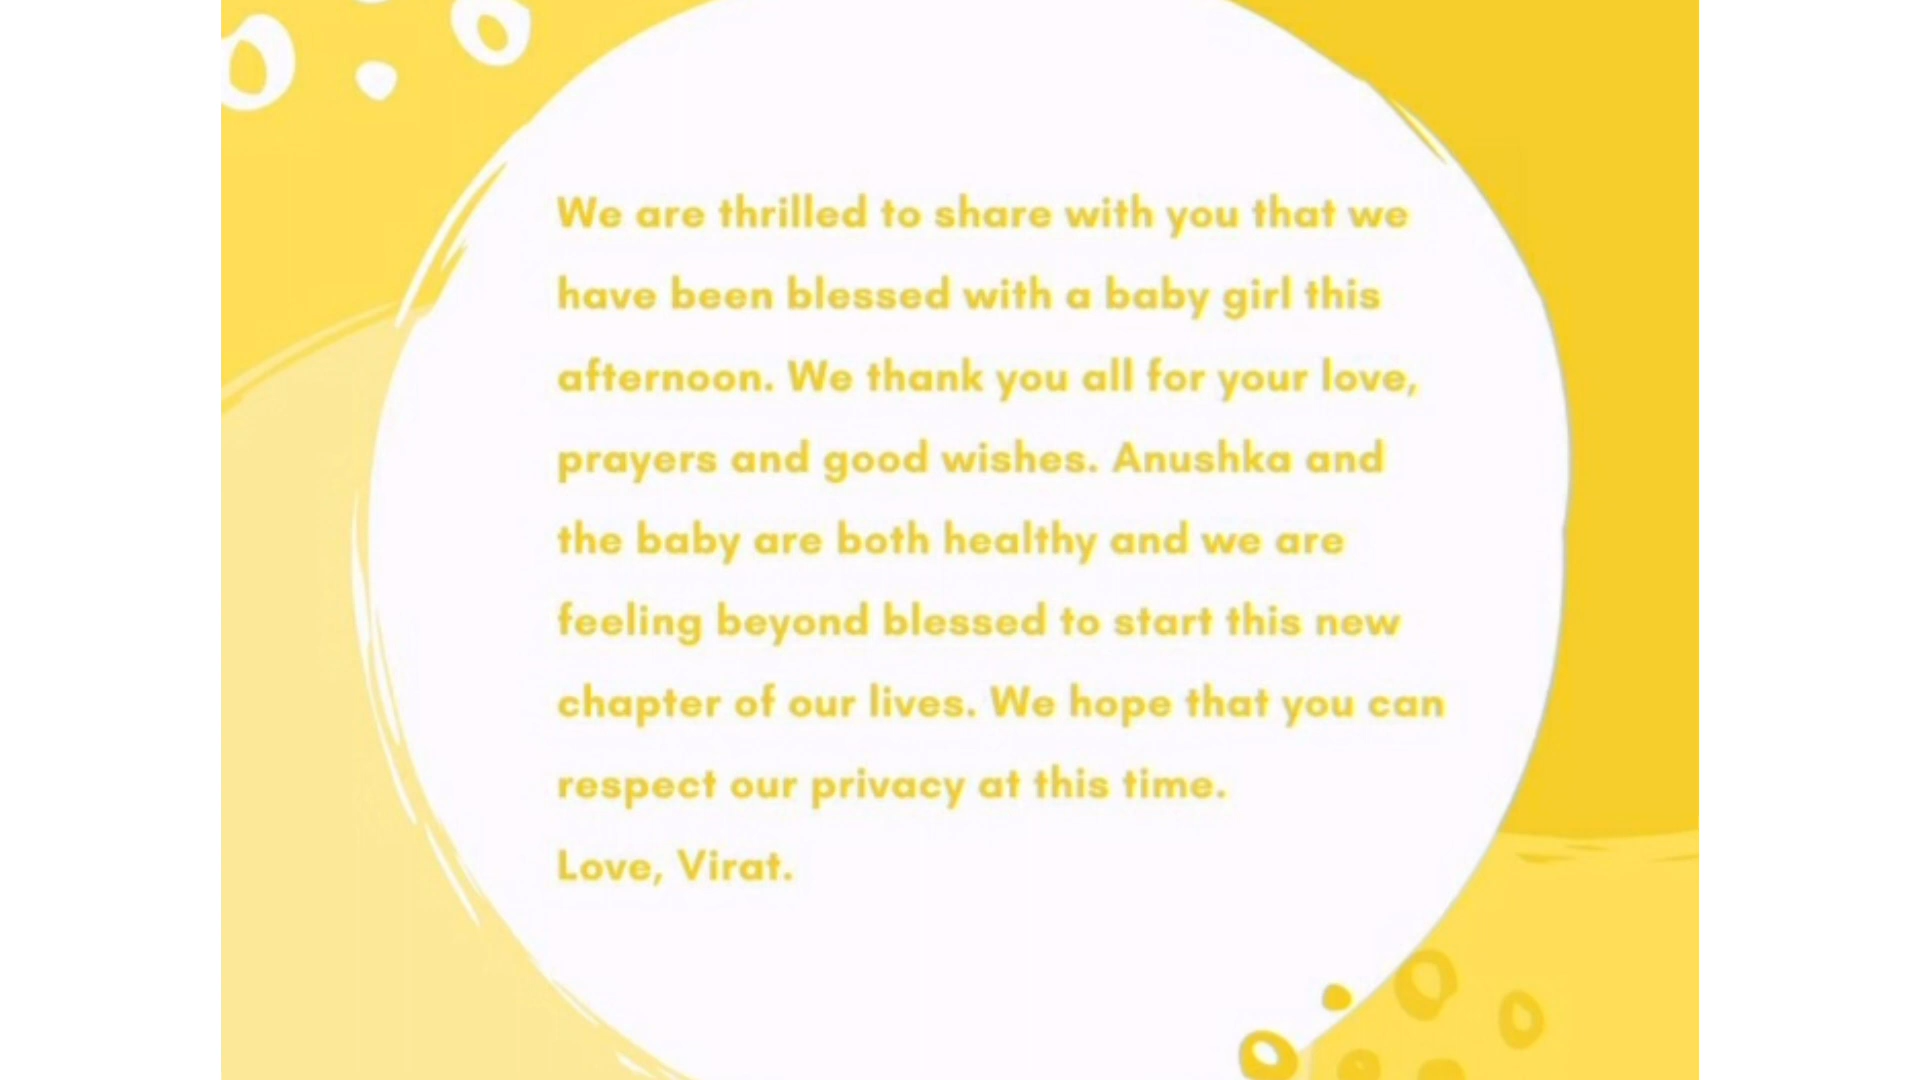 We are thrilled to share with you that we
have been blessed with a baby girl this
afternoon. We thank you all for your love,
prayers and good wishes. Anushka and
the baby are both healthy and we are
feeling beyond blessed to start this new
chapter of our lives. We hope that you can
respect our privacy at this time.
Love, Virat.